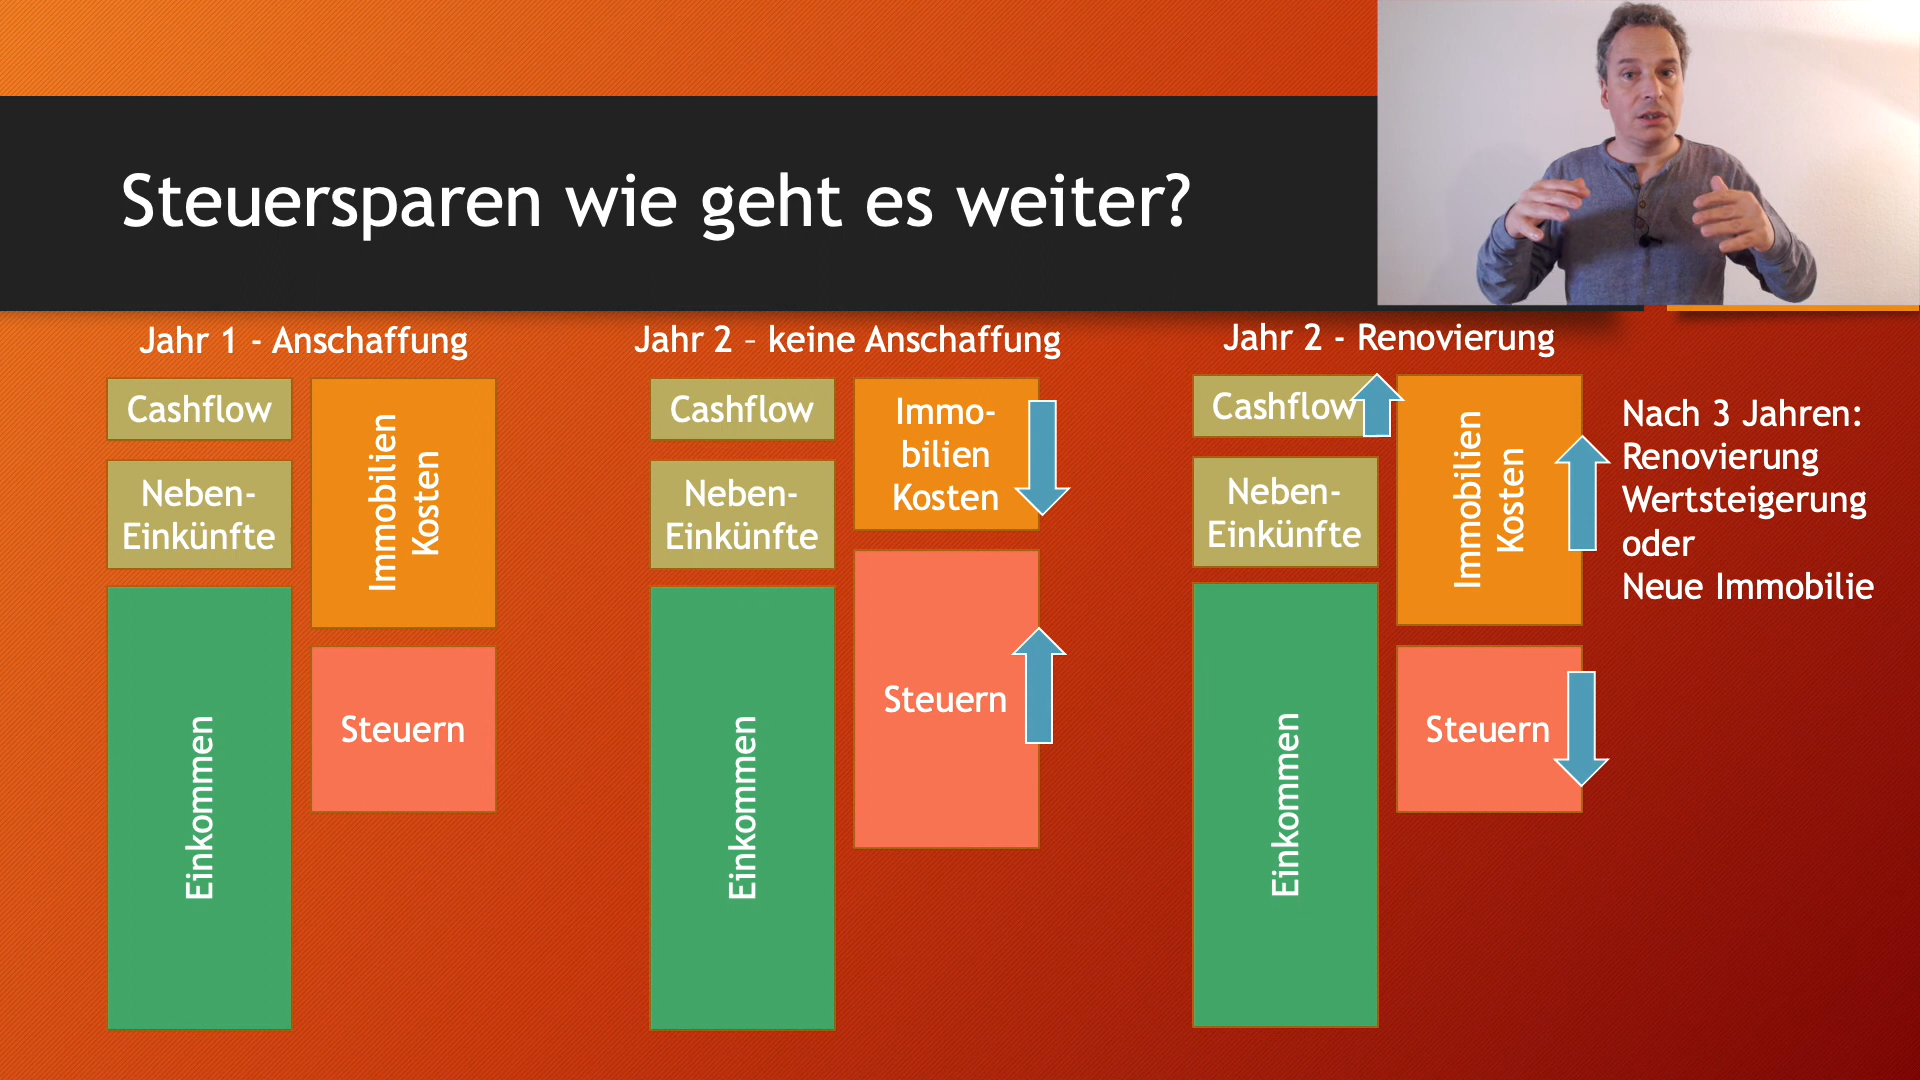 Steuersparen wie geht es weiter?
Jahr 1 - Anschaffung
Cashflow
Neben-
Einkünfte
Einkommen
Immobilien
Kosten
Steuern
Jahr 2 – keine Anschaffung
Cashflow
Neben-
Einkünfte
Einkommen
Immo-
bilien
Kosten
Steuern
Jahr 2 - Renovierung
Cashflow
Neben-
Einkünfte
Einkommen
Immobilien
Kosten
Steuern
Nach 3 Jahren:
Renovierung
Wertsteigerung
oder
Neue Immobilie